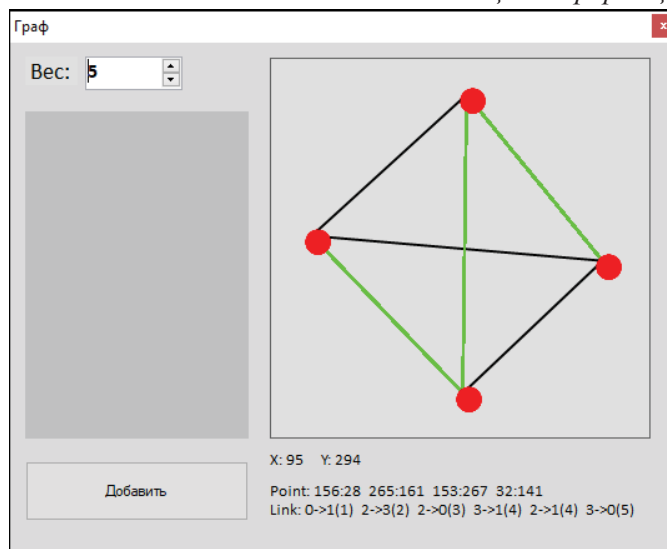 Граф
x
Вес: 5
X: 95 Y: 294
Добавить
Point: 156:28 265:161 153:267 32:141
Link: 0->1(1) 2->3(2) 2->0(3) 3->1(4) 2->1(4) 3->0(5)